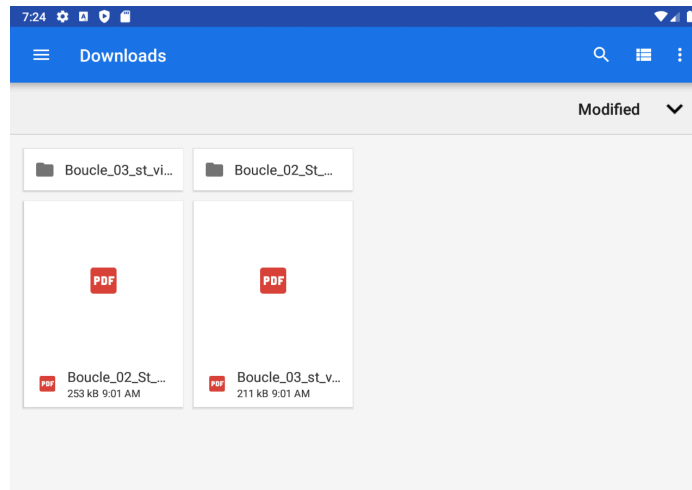 7:24
Downloads
Modified
Boucle_03_st_vi... Boucle_02_St_...
PDF PDF
PDF Boucle_02_St_... PDF Boucle_03_st_v...
253 kB 9:01 AM 211 kB 9:01 AM